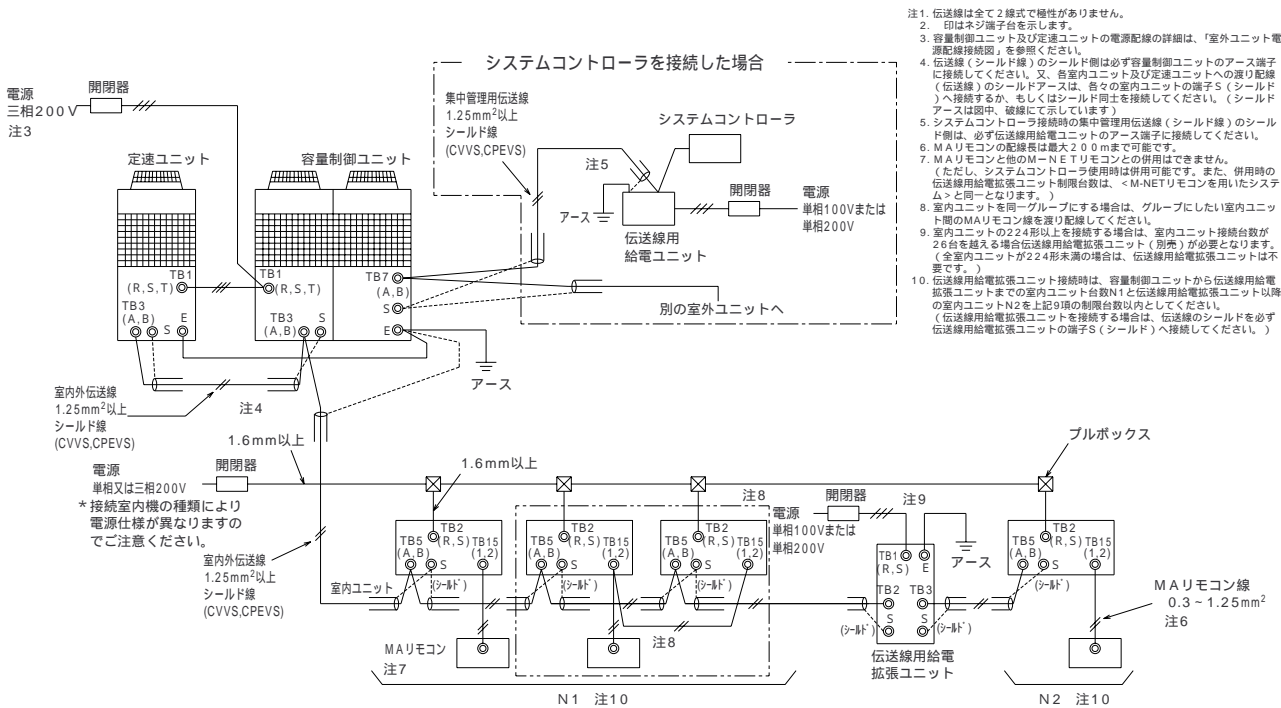 電源
三相200V
注3
開閉器
定速ユニット
容量制御ユニット
TB1
(R,S,T)
TB3
(A,B)
S
E
TB1
(R,S,T)
TB3
(A,B)
S
TB7
(A,B)
S
E
アース
室内外伝送線
1.25mm²以上
シールド線
(CVVS,CPEVS)
注4
システムコントローラを接続した場合
集中管理用伝送線
1.25mm²以上
シールド線
(CVVS,CPEVS)
システムコントローラ
注5
アース
伝送線用
給電ユニット
開閉器
電源
単相100Vまたは
単相200V
別の室外ユニットへ
注1. 伝送線は全て2線式で極性がありません。
2. 印はネジ端子台を示します。
3. 容量制御ユニット及び定速ユニットの電源配線の詳細は、「室外ユニット電
源配線接続図」を参照ください。
4. 伝送線(シールド線)のシールド側は必ず容量制御ユニットのアース端子
に接続してください。又、各室内ユニット及び定速ユニットへの渡り配線
(伝送線)のシールドアースは、各々の室内ユニットの端子S(シールド
)へ接続するか、もしくはシールド同士を接続してください。(シールド
アースは図中、破線にて示しています)
5. システムコントローラ接続時の集中管理用伝送線(シールド線)のシール
ド側は、必ず伝送線用給電ユニットのアース端子に接続してください。
6. MAリモコンの配線長は最大200mまで可能です。
7. MAリモコンと他のM-NETリモコンとの併用はできません。
(ただし、システムコントローラ使用時は併用可能です。また、併用時の
伝送線用給電拡張ユニット制限台数は、<M-NETリモコンを用いたシステ
ム>と同一となります。)
8. 室内ユニットを同一グループにする場合は、グループにしたい室内ユニッ
ト間のMAリモコン線を渡り配線してください。
9. 室内ユニットの224形以上を接続する場合は、室内ユニット接続台数が
26台を越える場合伝送線用給電拡張ユニット(別売)が必要となります。
(全室内ユニットが224形未満の場合は、伝送線用給電拡張ユニットは不
要です。)
10. 伝送線用給電拡張ユニット接続時は、容量制御ユニットから伝送線用給電
拡張ユニットまでの室内ユニット台数N1と伝送線用給電拡張ユニット以降
の室内ユニットN2を上記9項の制限台数以内としてください。
(伝送線用給電拡張ユニットを接続する場合は、伝送線のシールドを必ず
伝送線用給電拡張ユニットの端子S(シールド)へ接続してください。)
1.6mm以上
電源
単相又は三相200V
開閉器
*接続室内機の種類により
電源仕様が異なりますの
でご注意ください。
室内外伝送線
1.25mm²以上
シールド線
(CVVS,CPEVS)
1.6mm以上
プルボックス
室内ユニット
TB5
(A,B)
TB2
(R,S)
TB15
(1,2)
S
(シールド)
TB5
(A,B)
TB2
(R,S)
TB15
(1,2)
S
(シールド)
TB5
(A,B)
TB2
(R,S)
TB15
(1,2)
S
(シールド)
注8
注8
MAリモコン
注7
N1 注10
開閉器
電源
単相100Vまたは
単相200V
注9
TB1
(R,S)
E
アース
TB2
TB3
S
S
(シールド)
(シールド)
伝送線用給電
拡張ユニット
TB5
(A,B)
TB2
(R,S)
TB15
(1,2)
S
(シールド)
MAリモコン線
0.3~1.25mm²
注6
N2 注10